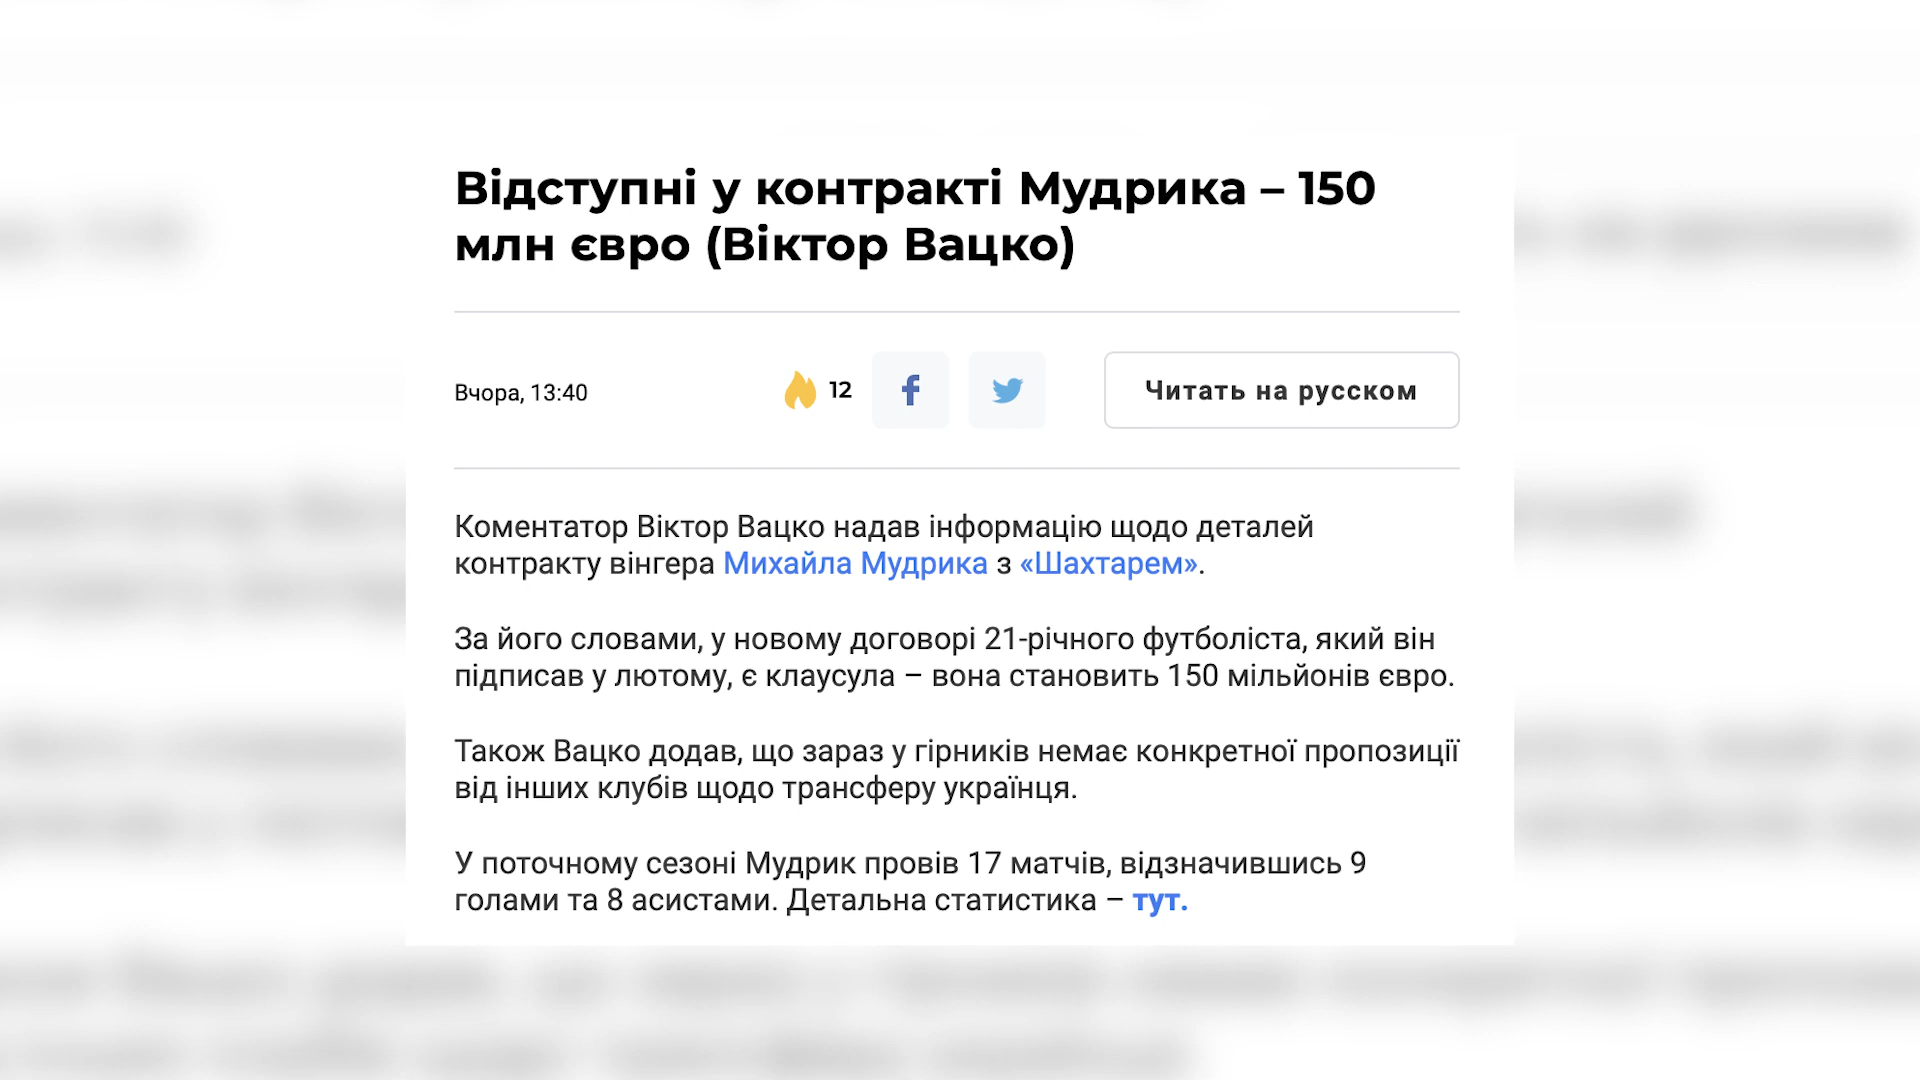 Відступні у контракті Мудрика – 150
млн євро (Віктор Вацко)
Вчора, 13:40
12
Читать на русском
Коментатор Віктор Вацко надав інформацію щодо деталей
контракту вінгера Михайла Мудрика з «Шахтарем».
За його словами, у новому договорі 21-річного футболіста, який він
підписав у лютому, є клаусула – вона становить 150 мільйонів євро.
Також Вацко додав, що зараз у гірників немає конкретної пропозиції
від інших клубів щодо трансферу українця.
У поточному сезоні Мудрик провів 17 матчів, відзначившись 9
голами та 8 асистами. Детальна статистика – тут.